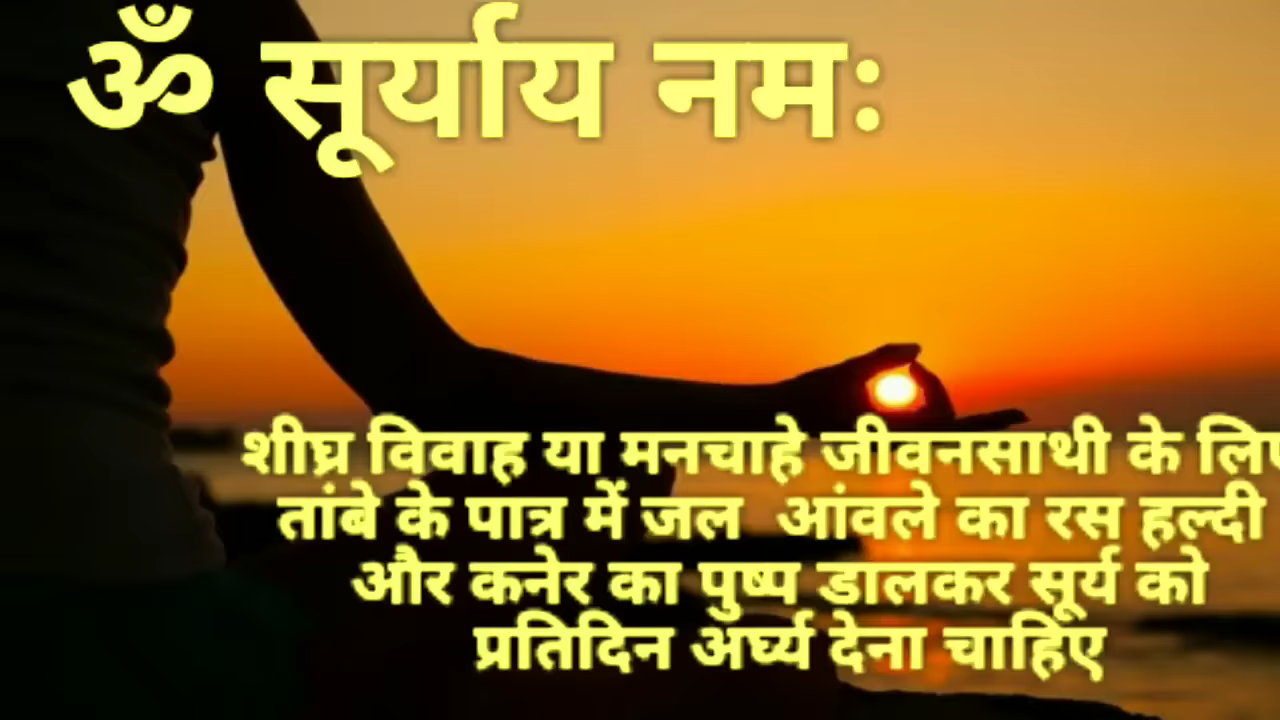 ॐ सूर्याय नमः
शीघ्र विवाह या मनचाहे जीवनसाथी के
तांबे के पात्र में जल आंवले का रस हल्दी
और कनेर का पुष्प डालकर सूर्य को
प्रतिदिन अर्घ्य देना चाहिए